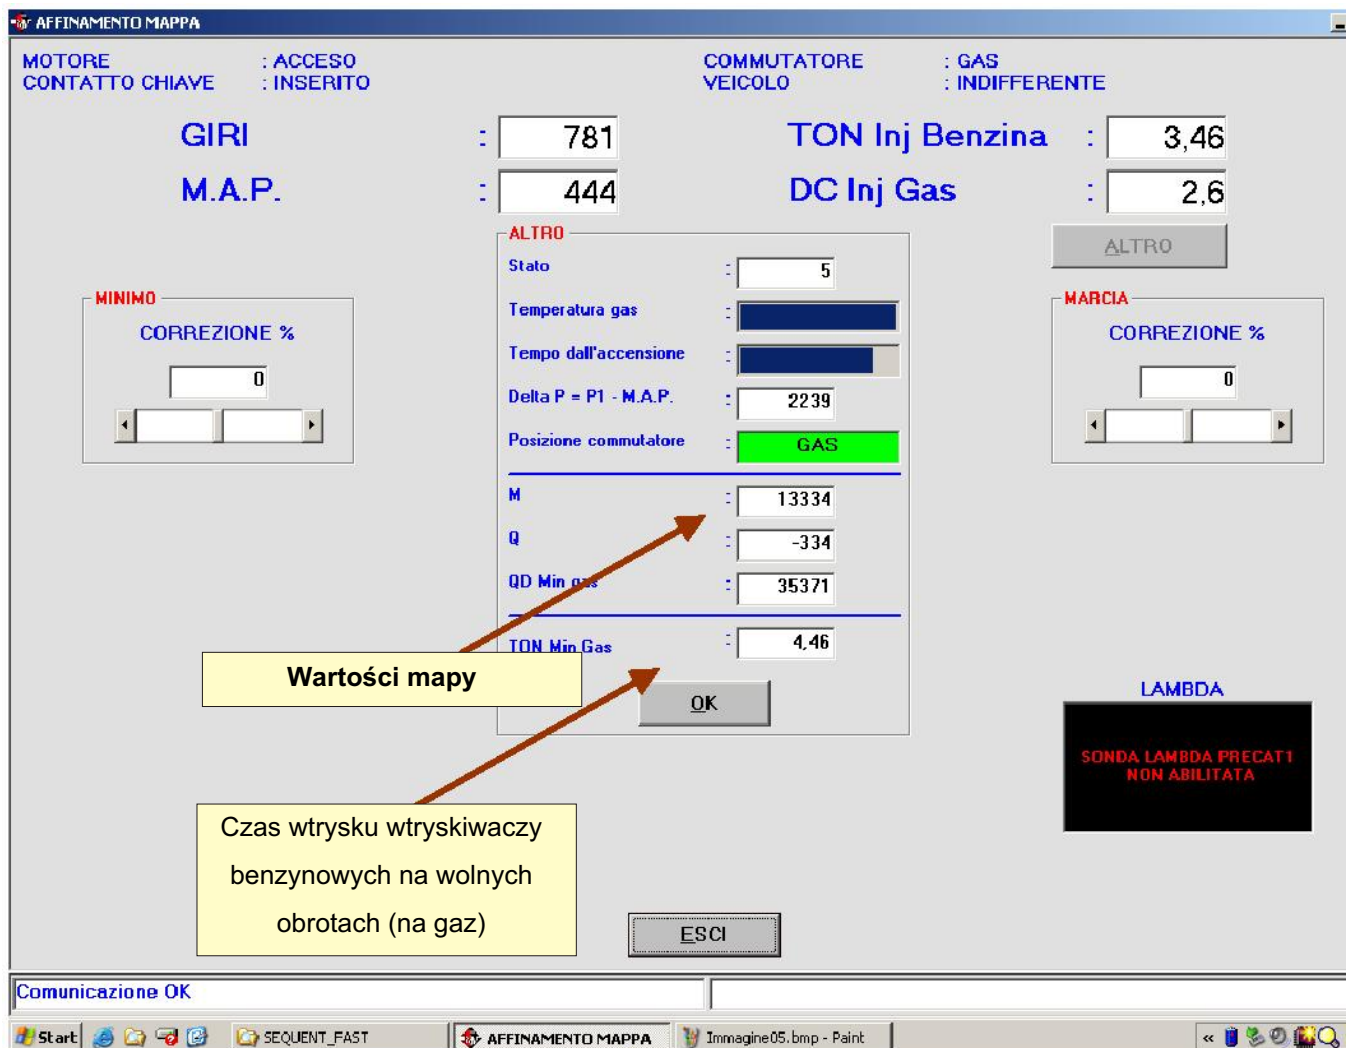 AFFINAMENTO MAPPA
MOTORE : ACCESO
COMMUTATORE : GAS
CONTATTO CHIAVE : INSERITO
VEICOLO : INDIFFERENTE
GIRI : 781
TON Inj Benzina : 3,46
M.A.P. : 444
DC Inj Gas : 2,6
ALTRO
ALTRO
Stato : 5
MINIMO
CORREZIONE %
0
Temperatura gas :
Tempo dall'accensione :
Delta P = P1 - M.A.P. : 2239
Posizione commutatore : GAS
MARCIA
CORREZIONE %
0
M : 13334
Q : -334
QD Min gas : 35371
TON Min Gas : 4,46
Wartości mapy
OK
LAMBDA
SONDA LAMBDA PRECAT1
NON ABILITATA
Czas wtrysku wtryskiwaczy
benzynowych na wolnych
obrotach (na gaz)
ESCI
Comunicazione OK
Start
SEQUENT_FAST
AFFINAMENTO MAPPA
Immagine05.bmp - Paint